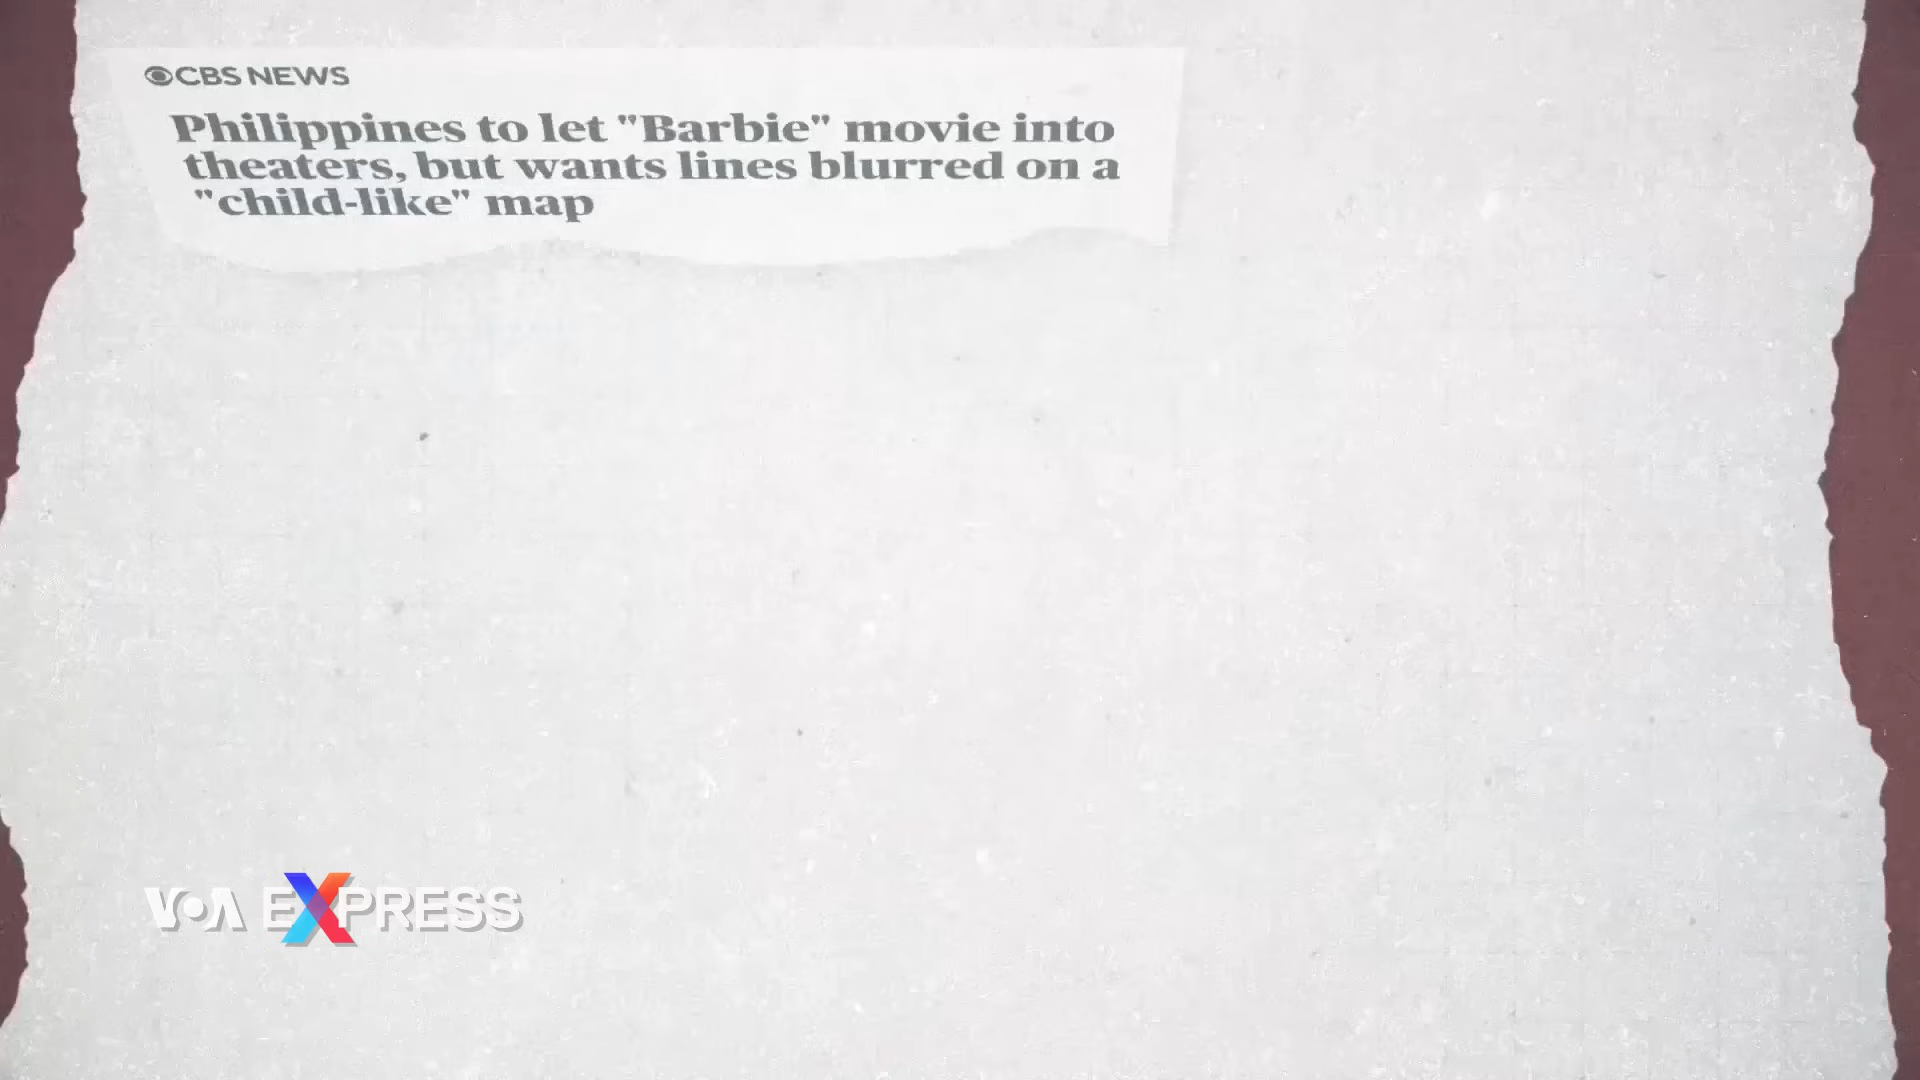 CBS NEWS
Philippines to let "Barbie" movie into
theaters, but wants lines blurred on a
"child-like" map
VOA EXPRESS